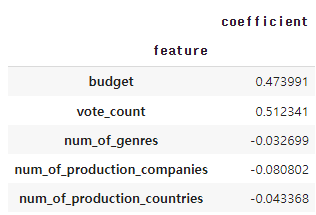 coefficient
feature
budget 0.473991
vote_count 0.512341
num_of_genres -0.032699
num_of_production_companies -0.080802
num_of_production_countries -0.043368